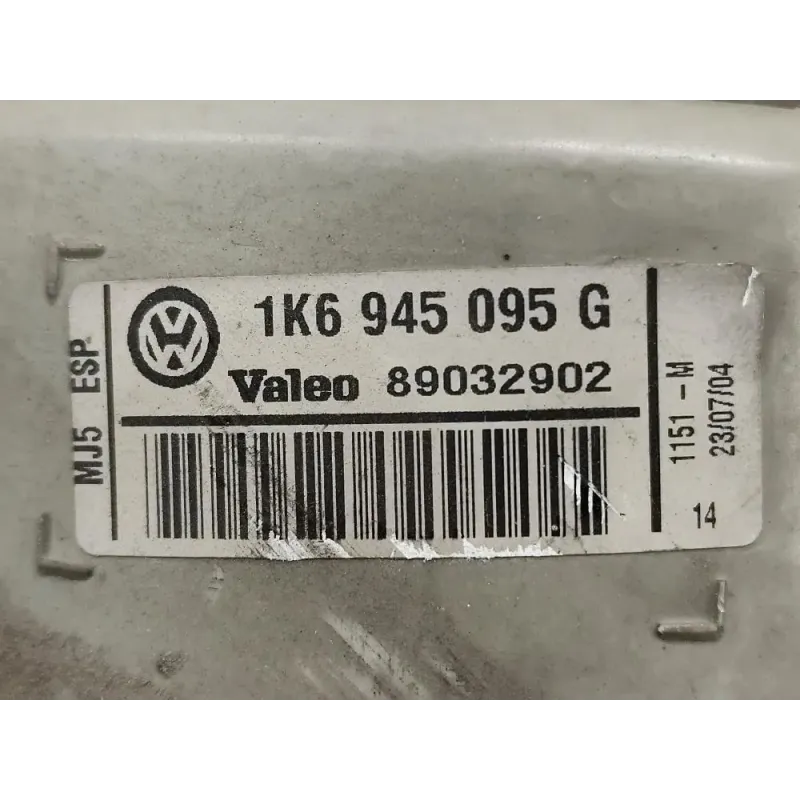 MJ5 ESP
1K6 945 095 G
Valeo 89032902
1151-M
23/07/04
14